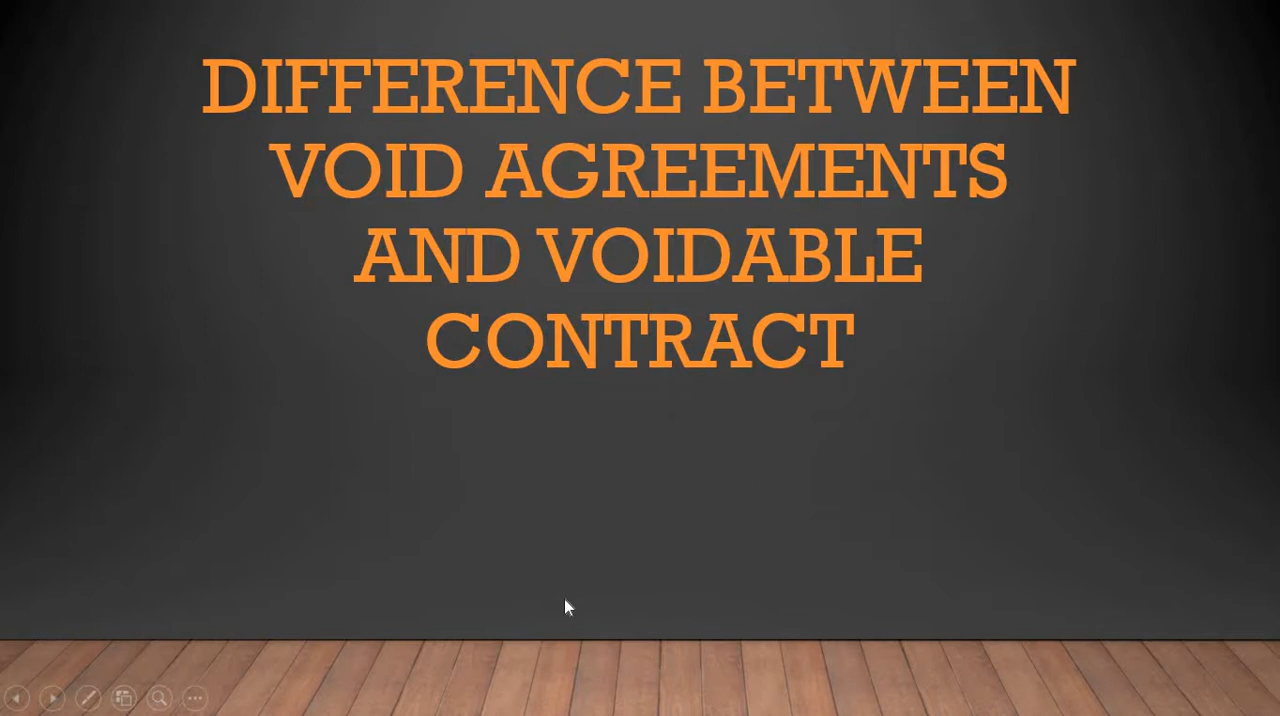 DIFFERENCE BETWEEN
VOID AGREEMENTS
AND VOIDABLE
CONTRACT